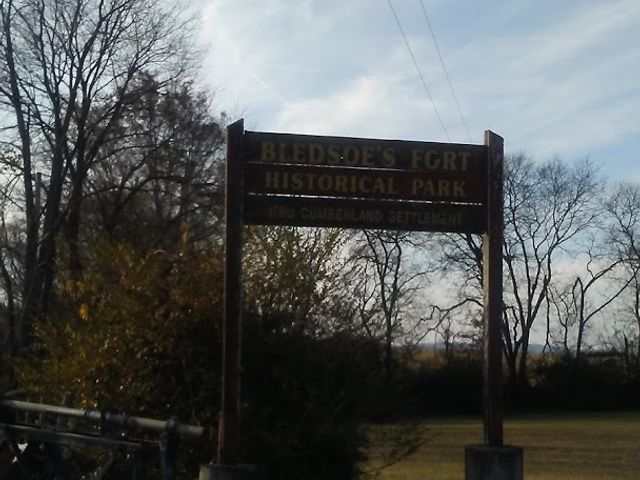 BLEDSOE'S FORT
HISTORICAL PARK
1780 CUMBERLAND SETTLEMENT